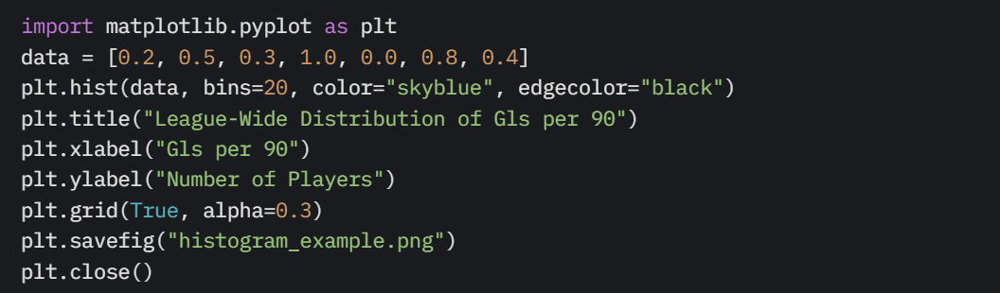 import matplotlib.pyplot as plt
data = [0.2, 0.5, 0.3, 1.0, 0.0, 0.8, 0.4]
plt.hist(data, bins=20, color="skyblue", edgecolor="black")
plt.title("League-Wide Distribution of Gls per 90")
plt.xlabel("Gls per 90")
plt.ylabel("Number of Players")
plt.grid(True, alpha=0.3)
plt.savefig("histogram_example.png")
plt.close()